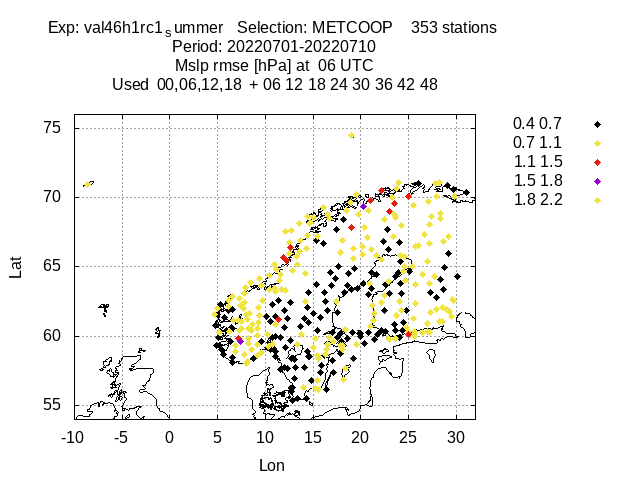 Exp: val46h1rc1summer Selection: METCOOP 353 stations
Period: 20220701-20220710
Mslp rmse [hPa] at 06 UTC
Used 00,06,12,18 + 06 12 18 24 30 36 42 48
0.4 0.7
0.7 1.1
1.1 1.5
1.5 1.8
1.8 2.2
75
70
65
60
55
Lat
-10 -5 0 5 10 15 20 25 30
Lon